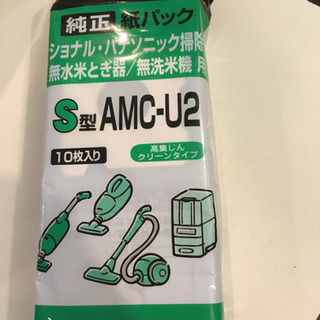 純正 紙パック
ショナル・パナソニック掃除
無水米とぎ器/無洗米機 用
S型 AMC-U2
10枚入り
高集じん
クリーンタイプ